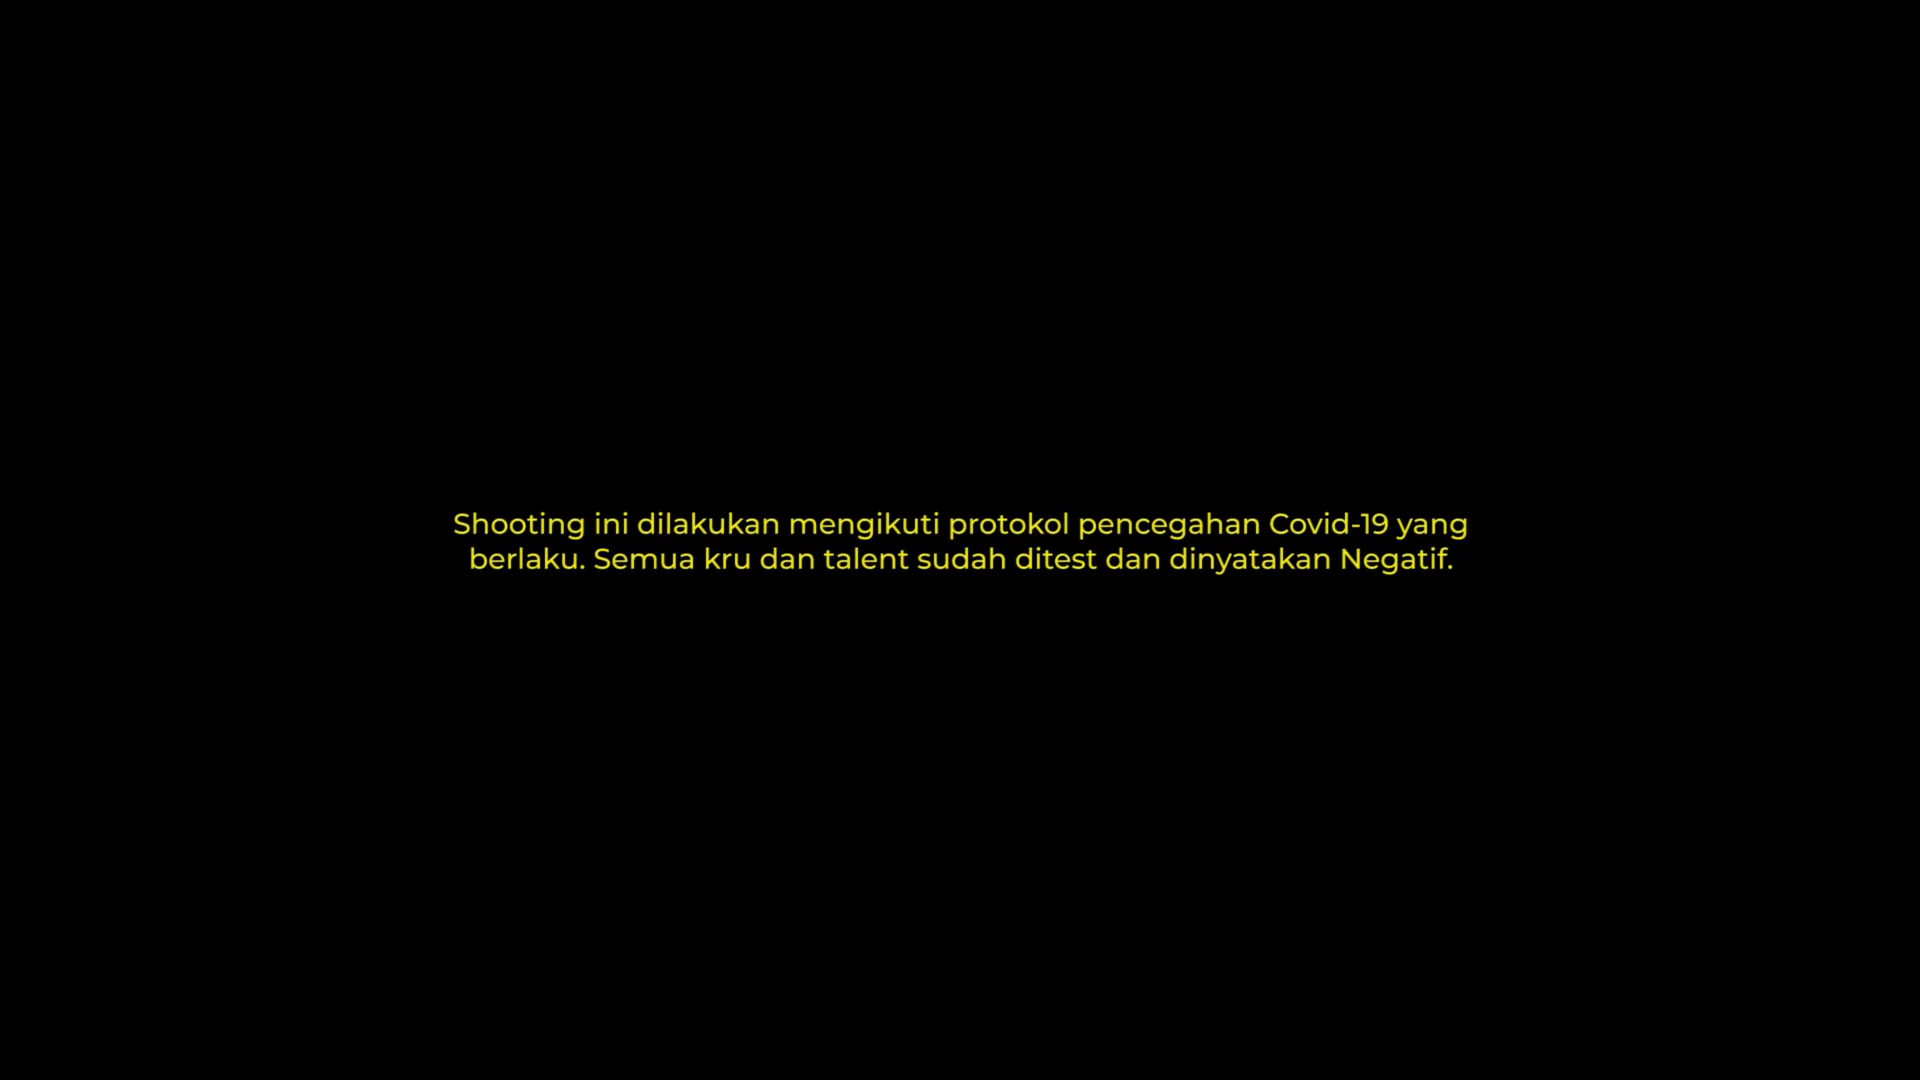 Shooting ini dilakukan mengikuti protokol pencegahan Covid-19 yang
berlaku. Semua kru dan talent sudah ditest dan dinyatakan Negatif.